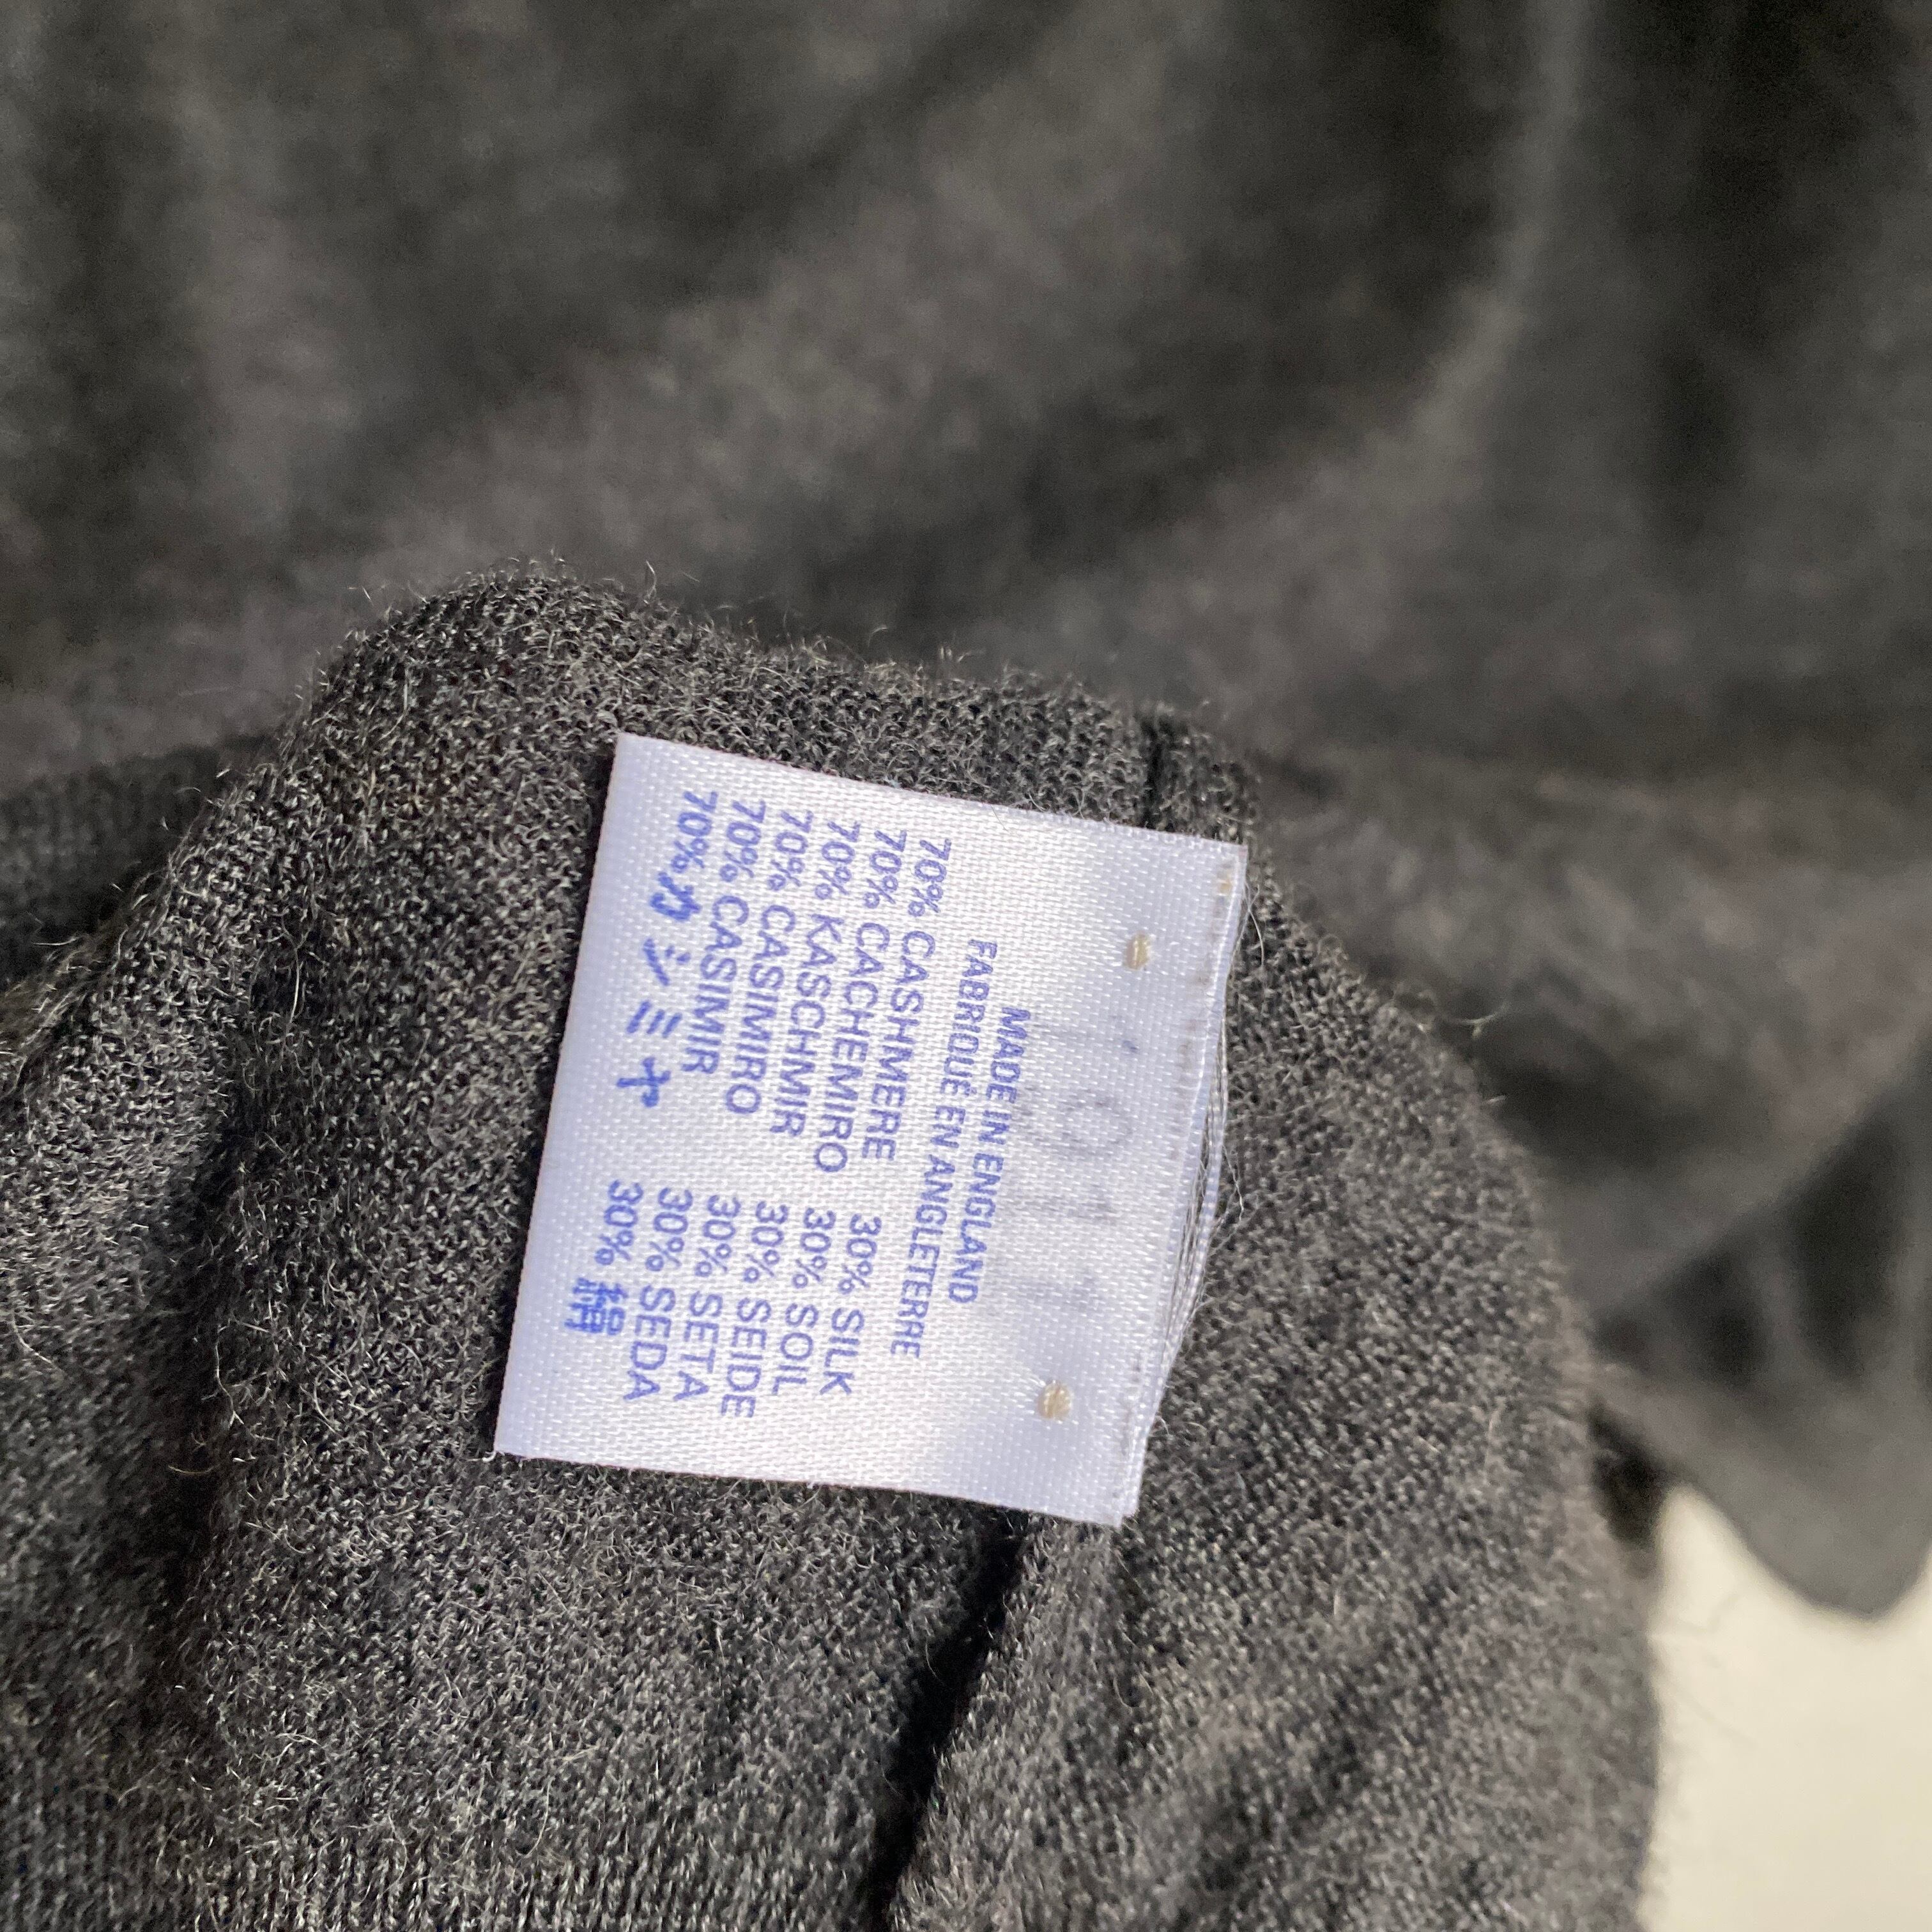 MADE IN ENGLAND
FABRIQUÉ EN ANGLETERRE
70% CASHMERE 30% SILK
70% CACHEMIRO 30% SOIL
70% KASCHMIR 30% SEIDE
70% CASIMIRO 30% SETA
70% CASIMIR 30% SEDA
70% カシミヤ 30% 絹